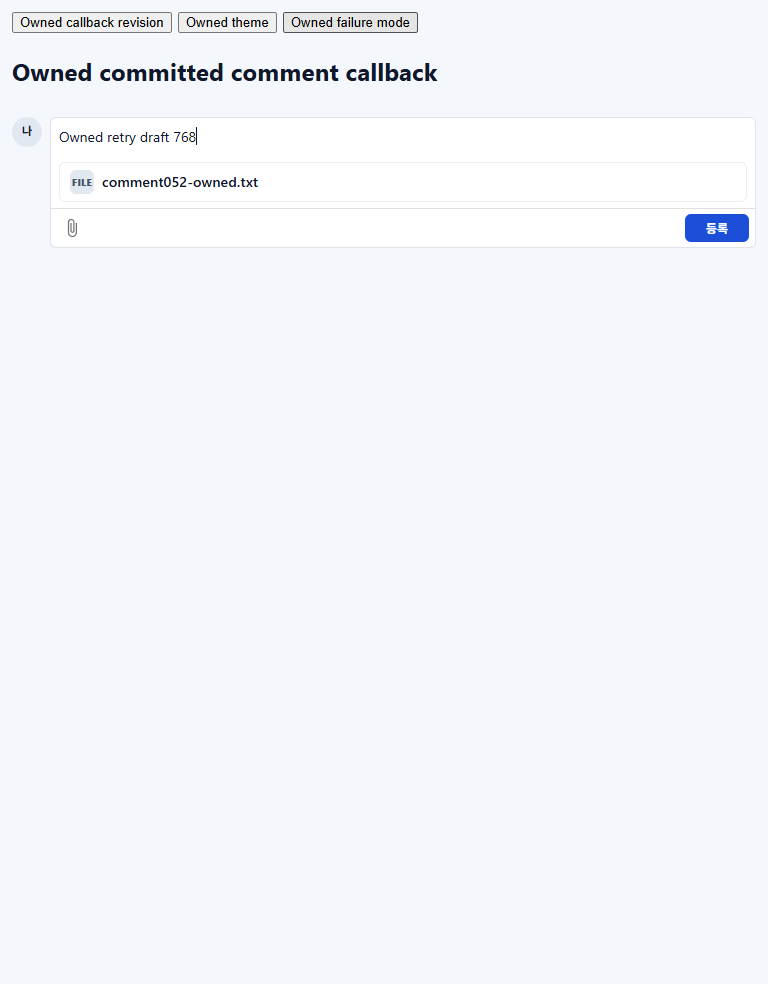 Owned callback revision Owned theme Owned failure mode
Owned committed comment callback
나
Owned retry draft 768
FILE comment052-owned.txt
등록